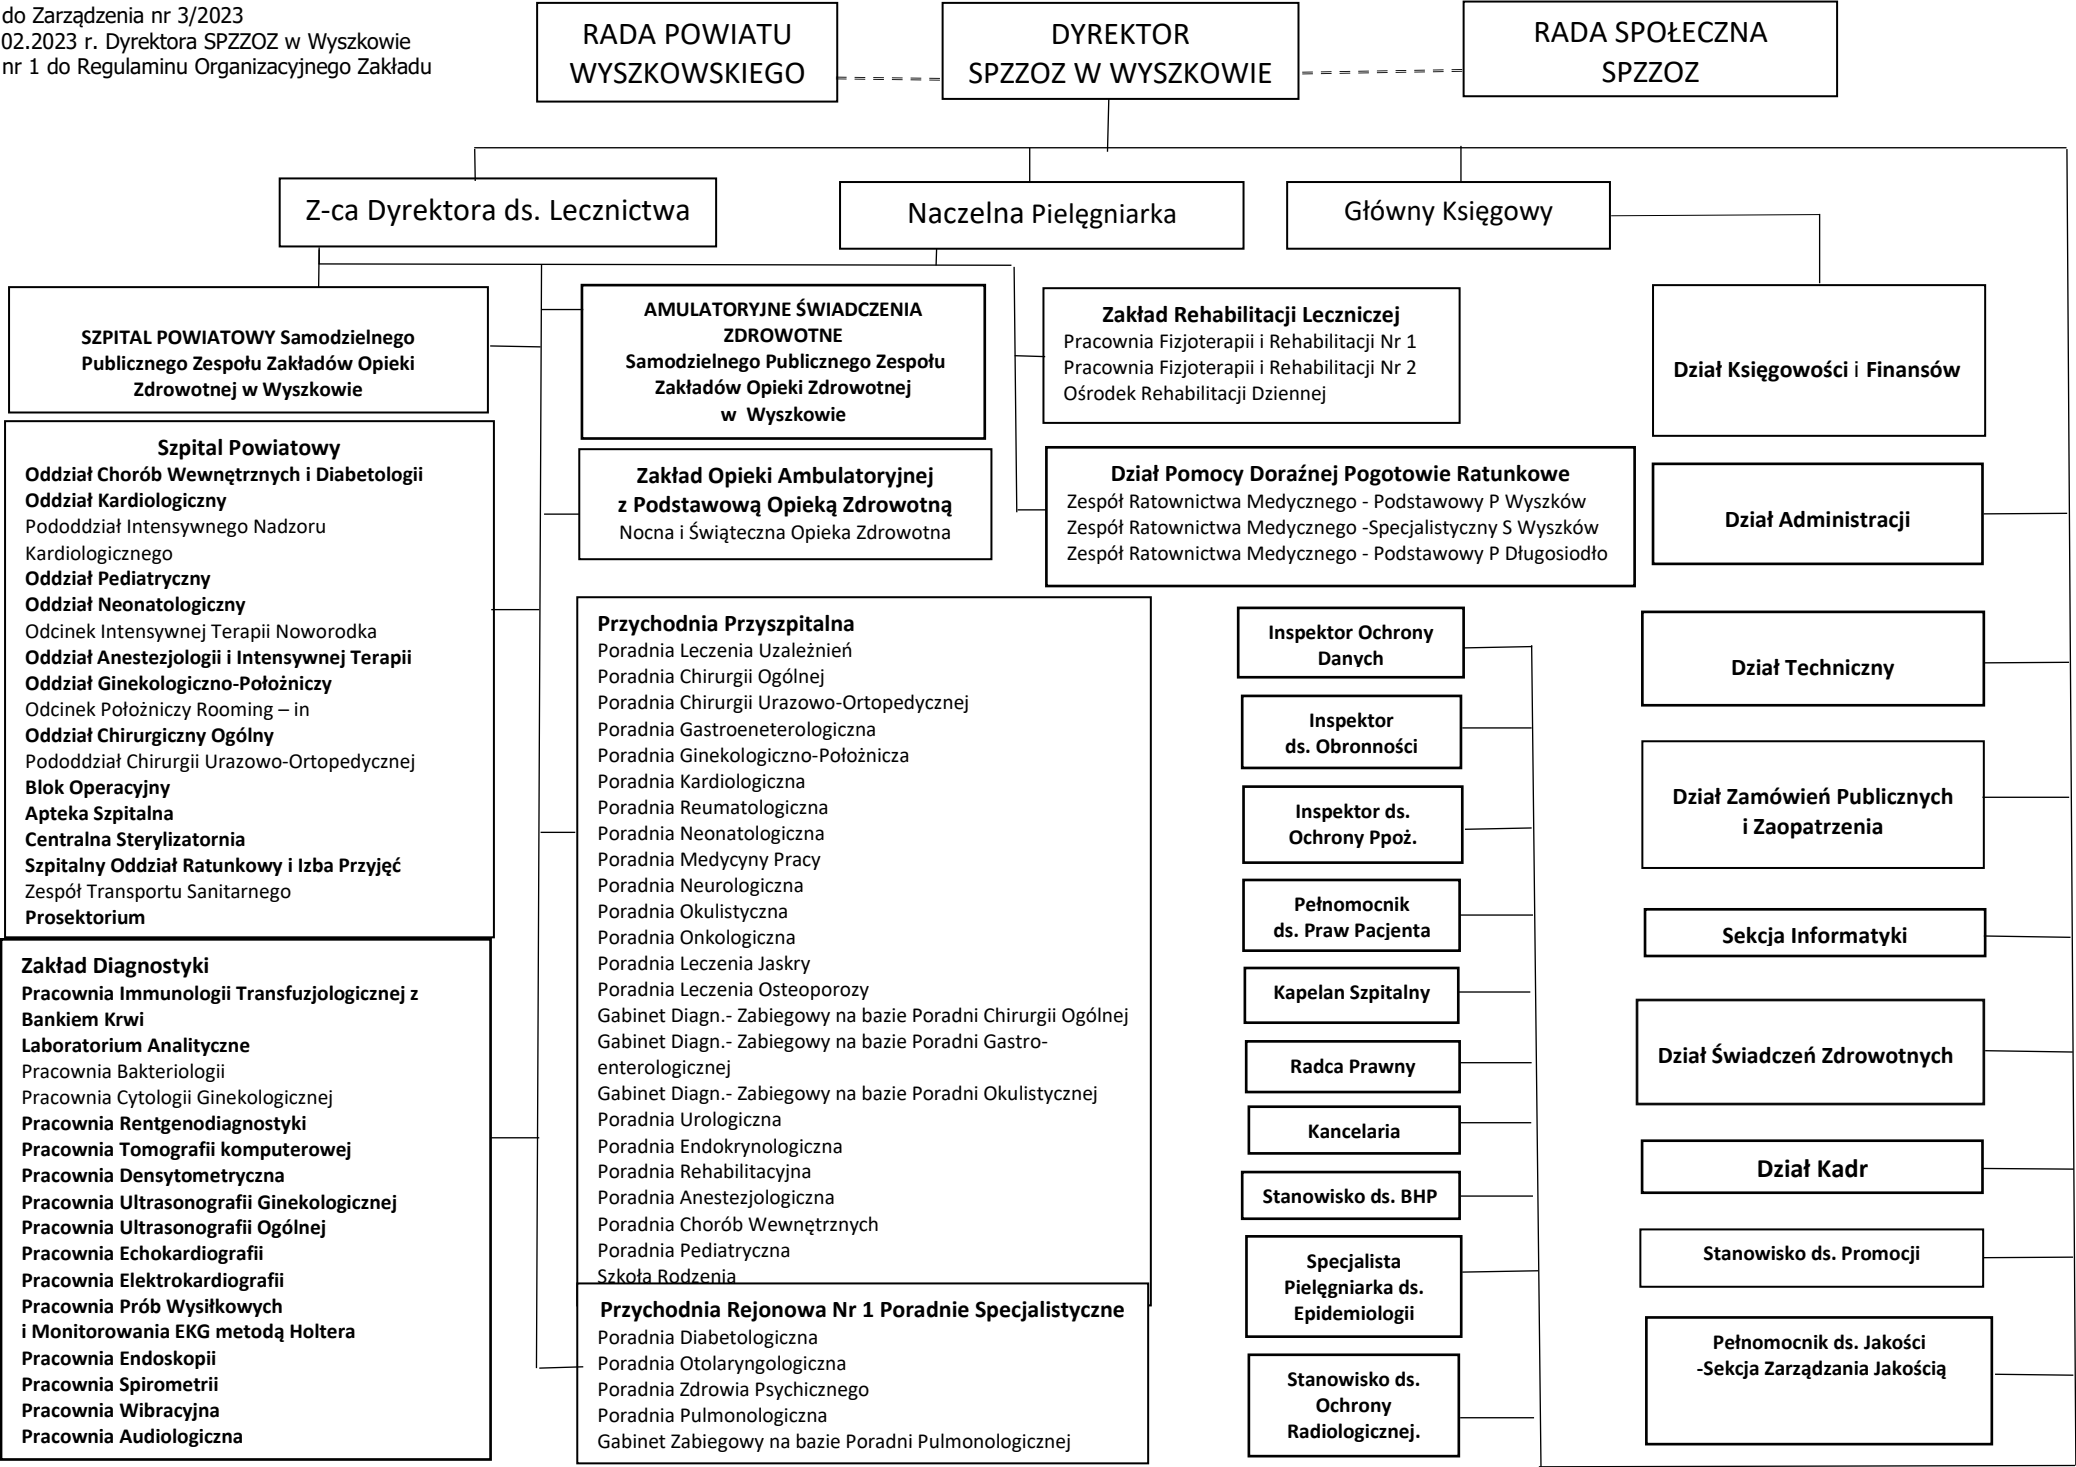 do Zarządzenia nr 3/2023
02.2023 r. Dyrektora SPZZOZ w Wyszkowie
nr 1 do Regulaminu Organizacyjnego Zakładu
RADA POWIATU
WYSZKOWSKIEGO
DYREKTOR
SPZZOZ W WYSZKOWIE
RADA SPOŁECZNA
SPZZOZ
Z-ca Dyrektora ds. Lecznictwa
Naczelna Pielęgniarka
Główny Księgowy
SZPITAL POWIATOWY Samodzielnego
Publicznego Zespołu Zakładów Opieki
Zdrowotnej w Wyszkowie
Szpital Powiatowy
Oddział Chorób Wewnętrznych i Diabetologii
Oddział Kardiologiczny
Pododdział Intensywnego Nadzoru
Kardiologicznego
Oddział Pediatryczny
Oddział Neonatologiczny
Odcinek Intensywnej Terapii Noworodka
Oddział Anestezjologii i Intensywnej Terapii
Oddział Ginekologiczno-Położniczy
Odcinek Położniczy Rooming – in
Oddział Chirurgiczny Ogólny
Pododdział Chirurgii Urazowo-Ortopedycznej
Blok Operacyjny
Apteka Szpitalna
Centralna Sterylizatornia
Szpitalny Oddział Ratunkowy i Izba Przyjęć
Zespół Transportu Sanitarnego
Prosektorium
Zakład Diagnostyki
Pracownia Immunologii Transfuzjologicznej z
Bankiem Krwi
Laboratorium Analityczne
Pracownia Bakteriologii
Pracownia Cytologii Ginekologicznej
Pracownia Rentgenodiagnostyki
Pracownia Tomografii komputerowej
Pracownia Densytometryczna
Pracownia Ultrasonografii Ginekologicznej
Pracownia Ultrasonografii Ogólnej
Pracownia Echokardiografii
Pracownia Elektrokardiografii
Pracownia Prób Wysiłkowych
i Monitorowania EKG metodą Holtera
Pracownia Endoskopii
Pracownia Spirometrii
Pracownia Wibracyjna
Pracownia Audiologiczna
AMULATORYJNE ŚWIADCZENIA
ZDROWOTNE
Samodzielnego Publicznego Zespołu
Zakładów Opieki Zdrowotnej
w Wyszkowie
Zakład Opieki Ambulatoryjnej
z Podstawową Opieką Zdrowotną
Nocna i Świąteczna Opieka Zdrowotna
Przychodnia Przyszpitalna
Poradnia Leczenia Uzależnień
Poradnia Chirurgii Ogólnej
Poradnia Chirurgii Urazowo-Ortopedycznej
Poradnia Gastroeneterologiczna
Poradnia Ginekologiczno-Położnicza
Poradnia Kardiologiczna
Poradnia Reumatologiczna
Poradnia Neonatologiczna
Poradnia Medycyny Pracy
Poradnia Neurologiczna
Poradnia Okulistyczna
Poradnia Onkologiczna
Poradnia Leczenia Jaskry
Poradnia Leczenia Osteoporozy
Gabinet Diagn.- Zabiegowy na bazie Poradni Chirurgii Ogólnej
Gabinet Diagn.- Zabiegowy na bazie Poradni Gastro-
enterologicznej
Gabinet Diagn.- Zabiegowy na bazie Poradni Okulistycznej
Poradnia Urologiczna
Poradnia Endokrynologiczna
Poradnia Rehabilitacyjna
Poradnia Anestezjologiczna
Poradnia Chorób Wewnętrznych
Poradnia Pediatryczna
Szkoła Rodzenia
Przychodnia Rejonowa Nr 1 Poradnie Specjalistyczne
Poradnia Diabetologiczna
Poradnia Otolaryngologiczna
Poradnia Zdrowia Psychicznego
Poradnia Pulmonologiczna
Gabinet Zabiegowy na bazie Poradni Pulmonologicznej
Zakład Rehabilitacji Leczniczej
Pracownia Fizjoterapii i Rehabilitacji Nr 1
Pracownia Fizjoterapii i Rehabilitacji Nr 2
Ośrodek Rehabilitacji Dziennej
Dział Pomocy Doraźnej Pogotowie Ratunkowe
Zespół Ratownictwa Medycznego - Podstawowy P Wyszków
Zespół Ratownictwa Medycznego -Specjalistyczny S Wyszków
Zespół Ratownictwa Medycznego - Podstawowy P Długosiodło
Inspektor Ochrony
Danych
Inspektor
ds. Obronności
Inspektor ds.
Ochrony Ppoż.
Pełnomocnik
ds. Praw Pacjenta
Kapelan Szpitalny
Radca Prawny
Kancelaria
Stanowisko ds. BHP
Specjalista
Pielęgniarka ds.
Epidemiologii
Stanowisko ds.
Ochrony
Radiologicznej.
Dział Księgowości i Finansów
Dział Administracji
Dział Techniczny
Dział Zamówień Publicznych
i Zaopatrzenia
Sekcja Informatyki
Dział Świadczeń Zdrowotnych
Dział Kadr
Stanowisko ds. Promocji
Pełnomocnik ds. Jakości
-Sekcja Zarządzania Jakością